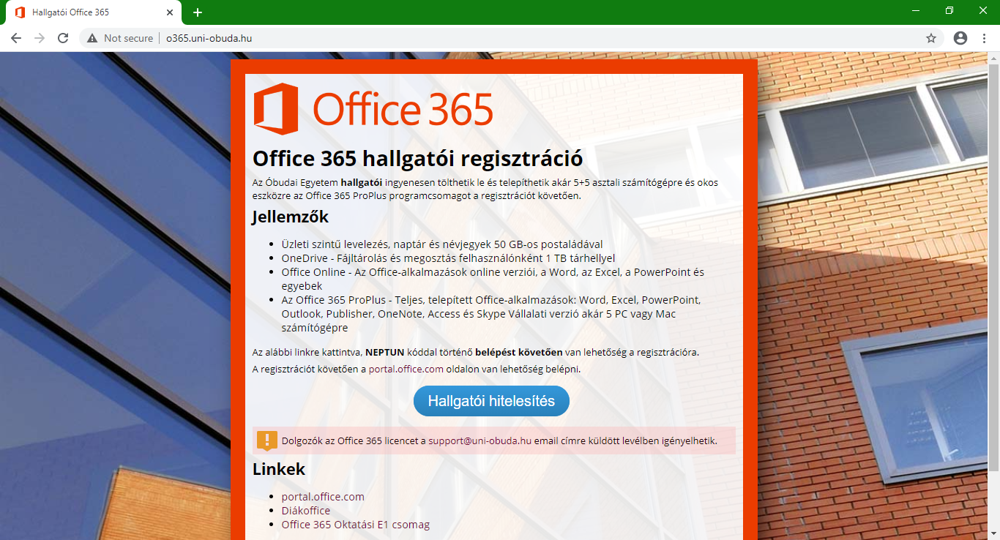 Hallgatói Office 365
Not secure
o365.uni-obuda.hu
Office 365
Office 365 hallgatói regisztráció
Az Óbudai Egyetem hallgatói ingyenesen tölthetik le és telepíthetik akár 5+5 asztali számítógépre és okos
eszközre az Office 365 ProPlus programcsomagot a regisztrációt követően.
Jellemzők
Üzleti szintű levelezés, naptár és névjegyek 50 GB-os postaládával
OneDrive - Fájltárolás és megosztás felhasználónként 1 TB tárhellyel
Office Online - Az Office-alkalmazások online verziói, a Word, az Excel, a PowerPoint és
egyebek
Az Office 365 ProPlus - Teljes, telepített Office-alkalmazások: Word, Excel, PowerPoint,
Outlook, Publisher, OneNote, Access és Skype Vállalati verzió akár 5 PC vagy Mac
számítógépre
Az alábbi linkre kattintva, NEPTUN kóddal történő belépést követően van lehetőség a regisztrációra.
A regisztrációt követően a portal.office.com oldalon van lehetőség belépni.
Hallgatói hitelesítés
Dolgozók az Office 365 licencet a support@uni-obuda.hu email címre küldött levélben igényelhetik.
Linkek
portal.office.com
Diákoffice
Office 365 Oktatási E1 csomag